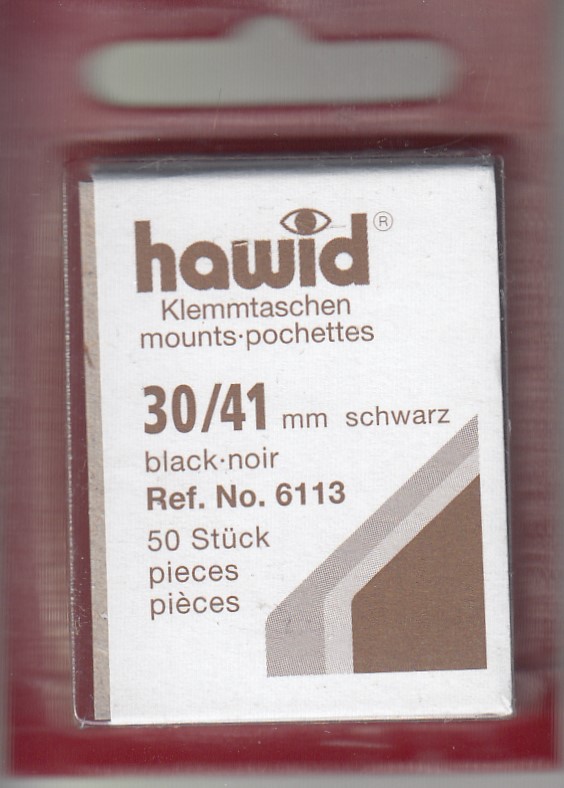 hawid®
Klemmtaschen
mounts·pochettes
30/41 mm schwarz
black·noir
Ref. No. 6113
50 Stück
pieces
pièces